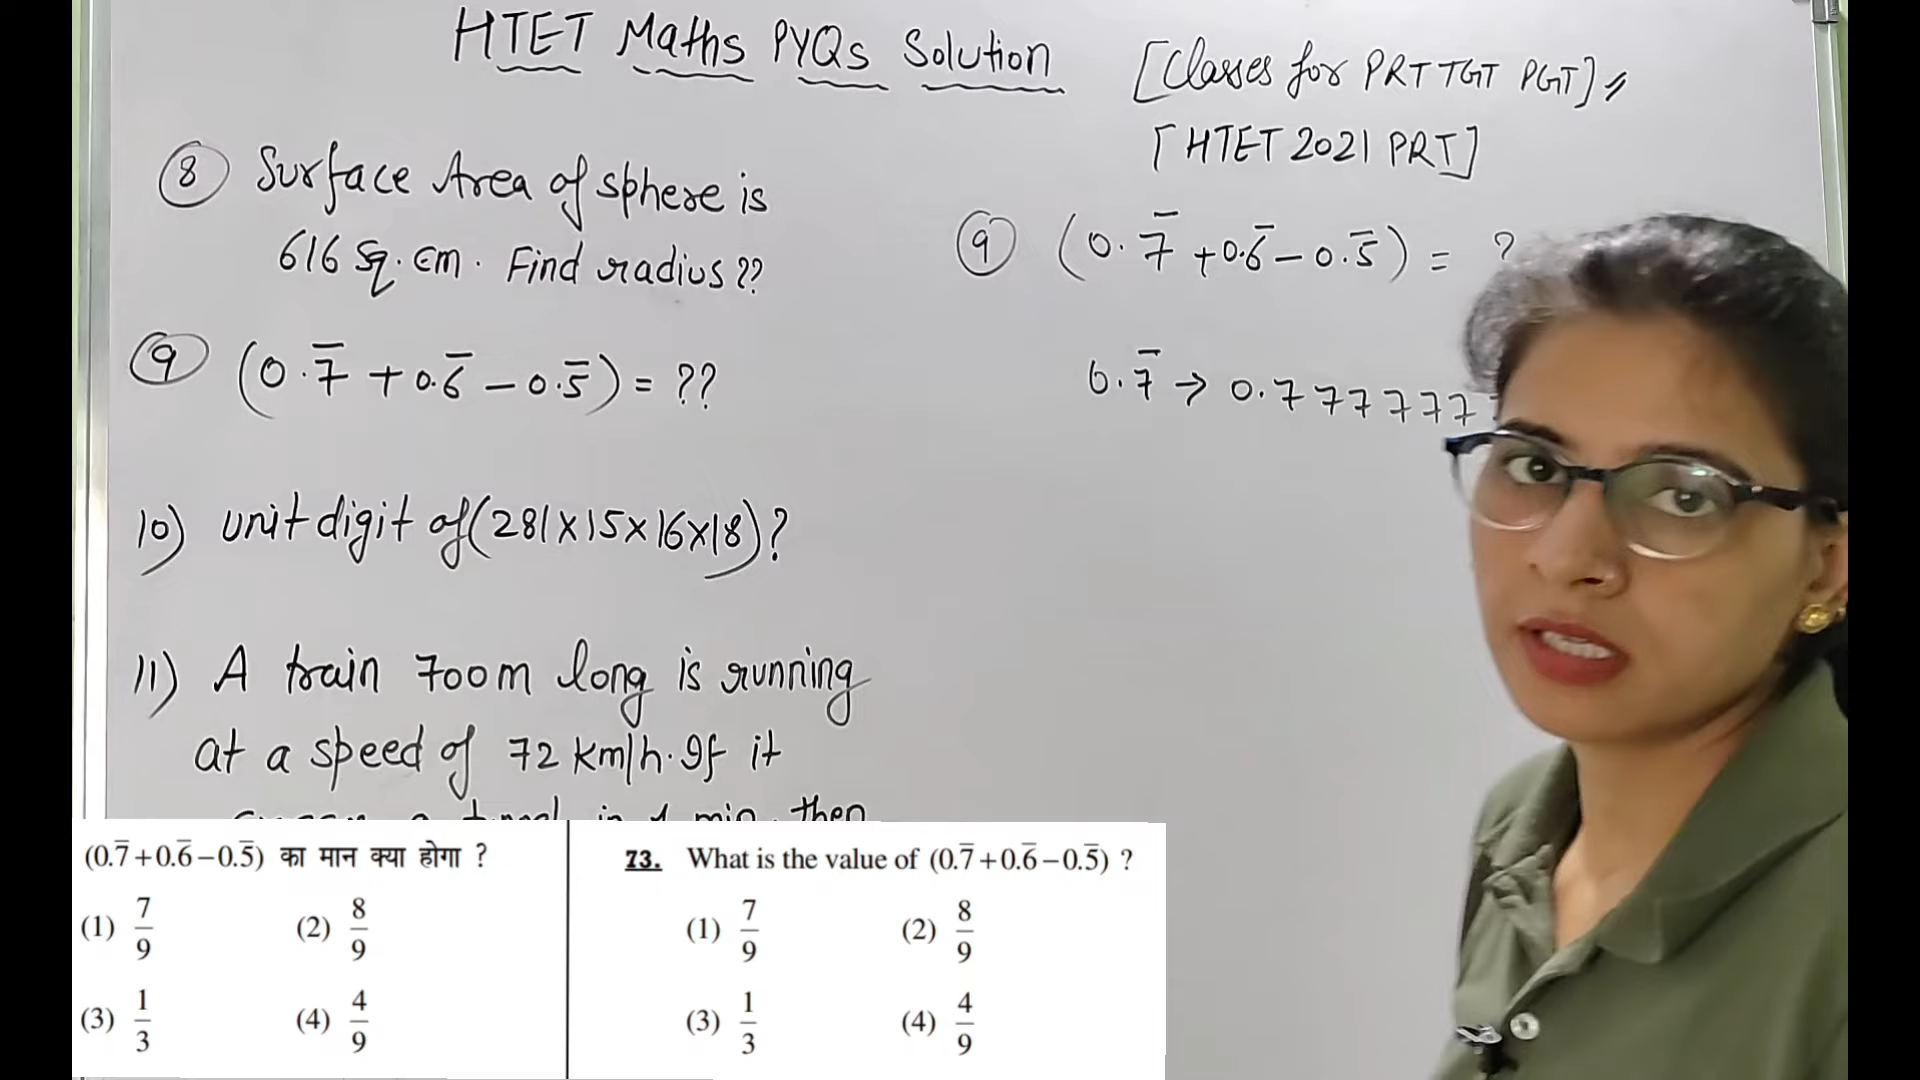 HTET Maths PYQs Solution
[Classes for PRT TGT PGT]
[HTET 2021 PRT]
⑧ Surface Area of sphere is
616 sq. cm. Find radius ??
⑨ (0.7̅ + 0.6̅ − 0.5̅) = ??
10) unit digit of (281×15×16×18)?
11) A train 700m long is running
at a speed of 72 km/h. If it
in 1 min. then
⑨ (0.7̅ + 0.6̅ − 0.5̅) = ?
0.7̅ → 0.777777
(0.7̅+0.6̅−0.5̅) का मान क्या होगा ?
(1) 7/9 (2) 8/9
(3) 1/3 (4) 4/9
73. What is the value of (0.7̅+0.6̅−0.5̅) ?
(1) 7/9 (2) 8/9
(3) 1/3 (4) 4/9